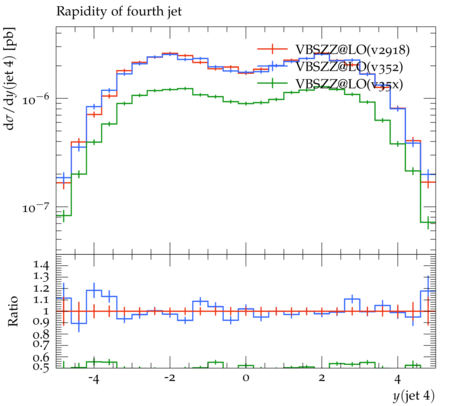 Rapidity of fourth jet
dσ/dy(jet 4) [pb]
VBSZZ@LO(v2918)
VBSZZ@LO(v352)
VBSZZ@LO(v35x)
10⁻⁶
10⁻⁷
Ratio
1.4
1.3
1.2
1.1
1
0.9
0.8
0.7
0.6
0.5
-4 -2 0 2 4
y(jet 4)